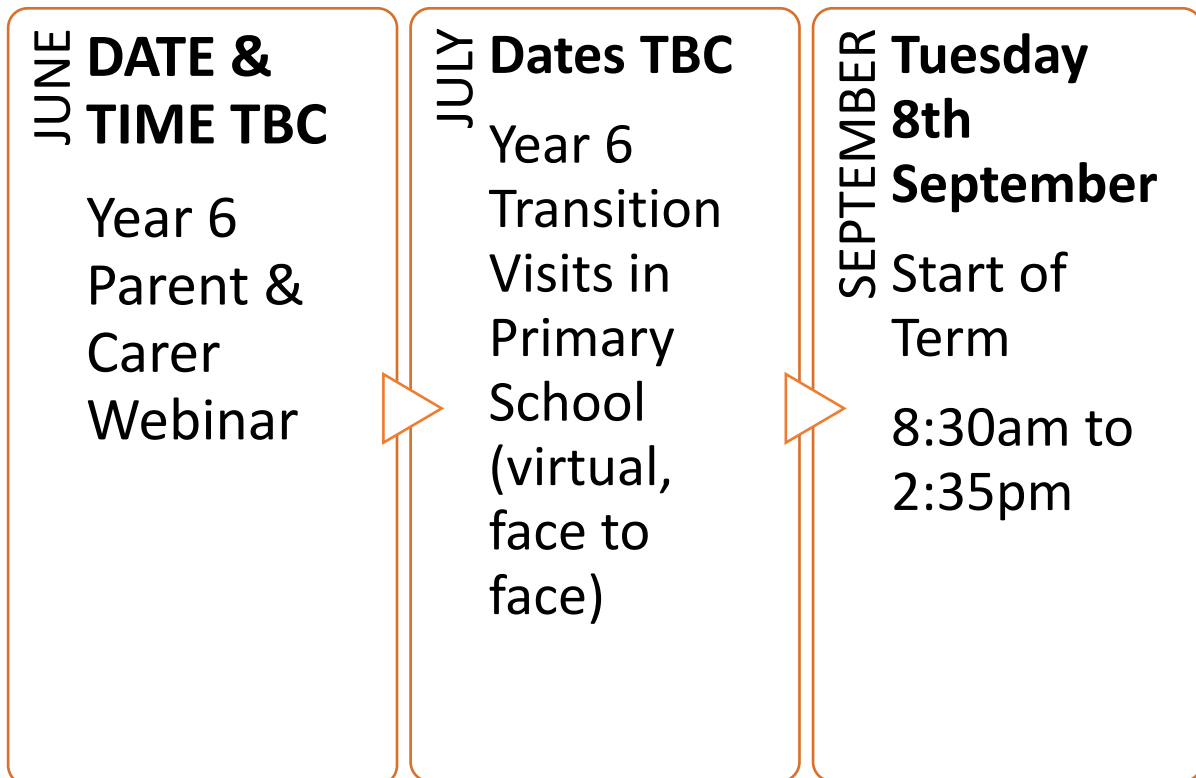 JUNE
DATE &
TIME TBC
Year 6
Parent &
Carer
Webinar
JULY
Dates TBC
Year 6
Transition
Visits in
Primary
School
(virtual,
face to
face)
SEPTEMBER
Tuesday
8th
September
Start of
Term
8:30am to
2:35pm